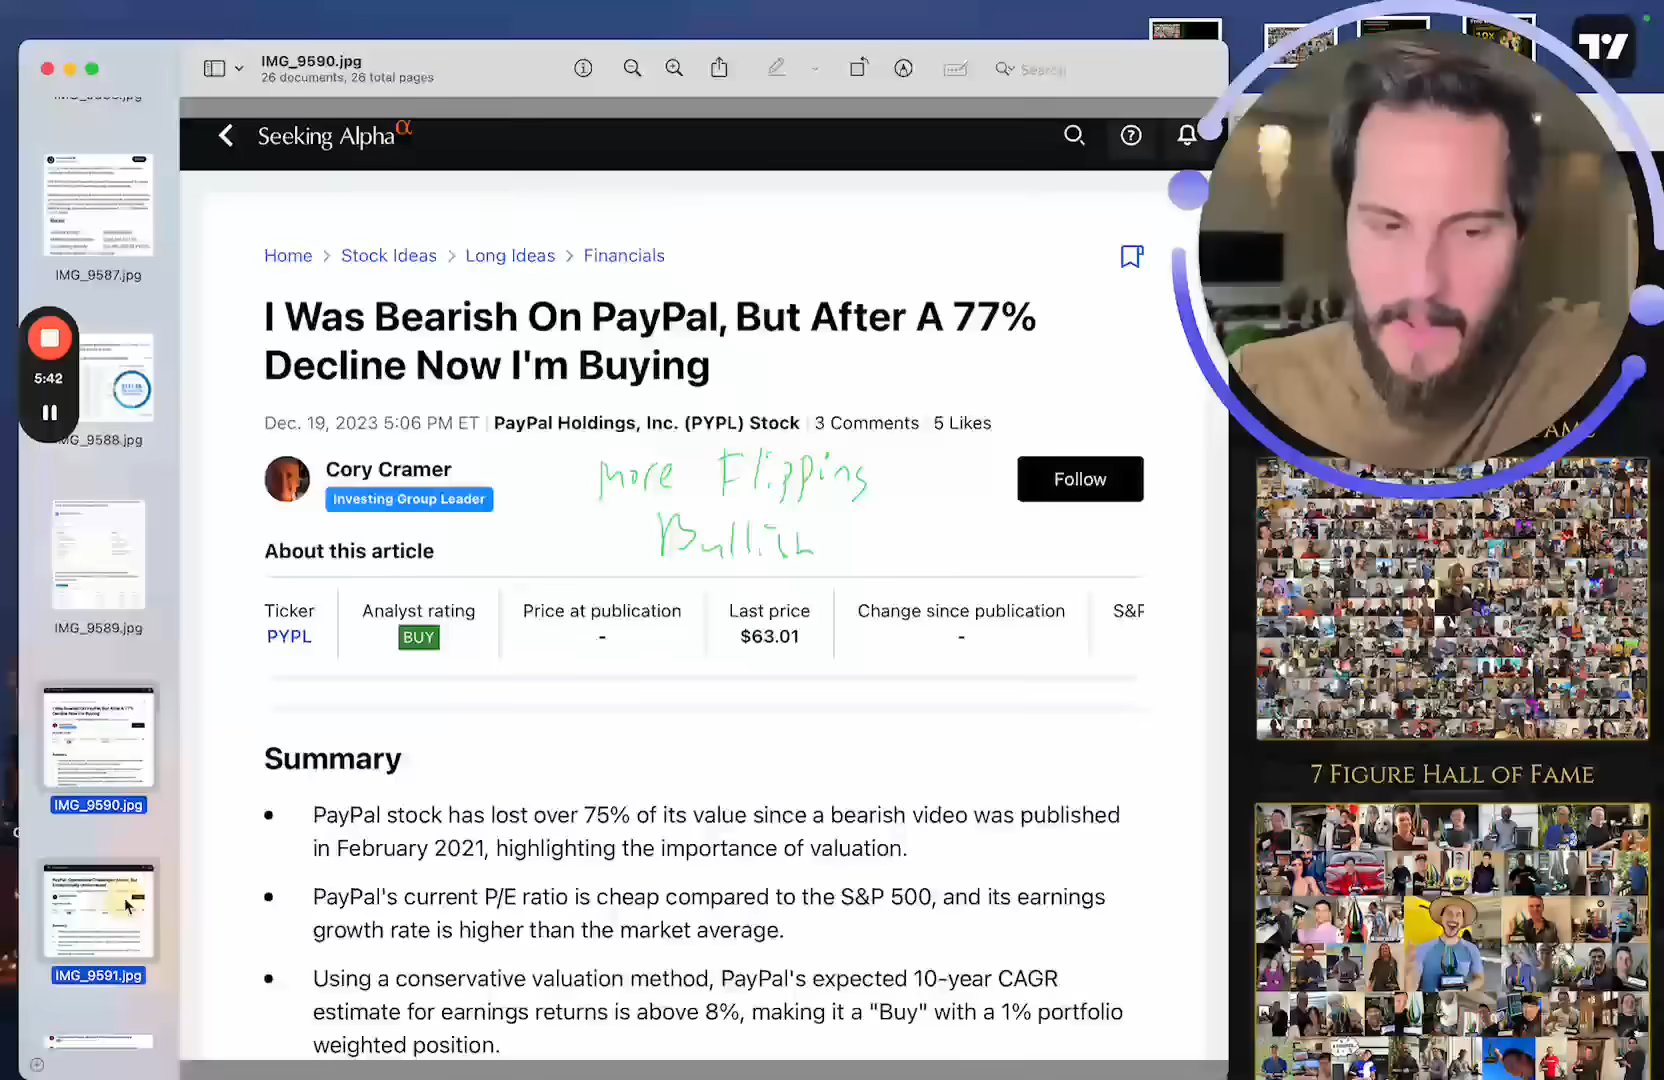 IMG_9590.jpg
26 documents, 26 total pages
Search
IMG_9587.jpg
5:42
IMG_9588.jpg
IMG_9589.jpg
IMG_9590.jpg
IMG_9591.jpg
Seeking Alphaα
Home > Stock Ideas > Long Ideas > Financials
I Was Bearish On PayPal, But After A 77%
Decline Now I'm Buying
Dec. 19, 2023 5:06 PM ET | PayPal Holdings, Inc. (PYPL) Stock | 3 Comments 5 Likes
Cory Cramer
Investing Group Leader
More Flipping
Bullish
Follow
About this article
Ticker Analyst rating Price at publication Last price Change since publication S&P
PYPL BUY - $63.01 -
Summary
• PayPal stock has lost over 75% of its value since a bearish video was published
in February 2021, highlighting the importance of valuation.
• PayPal's current P/E ratio is cheap compared to the S&P 500, and its earnings
growth rate is higher than the market average.
• Using a conservative valuation method, PayPal's expected 10-year CAGR
estimate for earnings returns is above 8%, making it a "Buy" with a 1% portfolio
weighted position.
7 Figure Hall of Fame